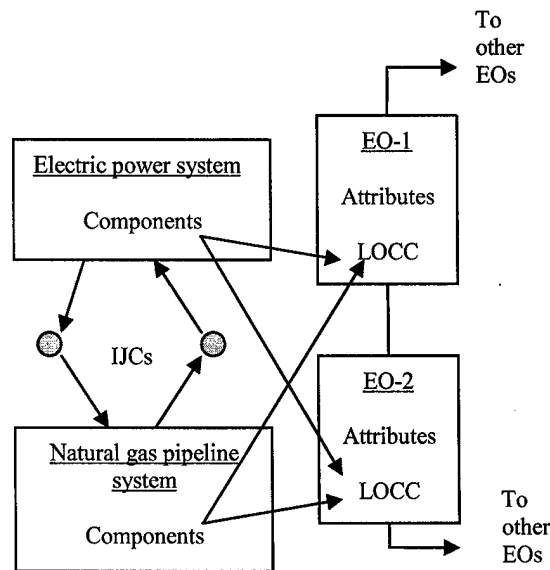 To
other
EOs
EO-1
Attributes
LOCC
Electric power system
Components
IJCs
EO-2
Attributes
LOCC
Natural gas pipeline
system
Components
To
other
EOs